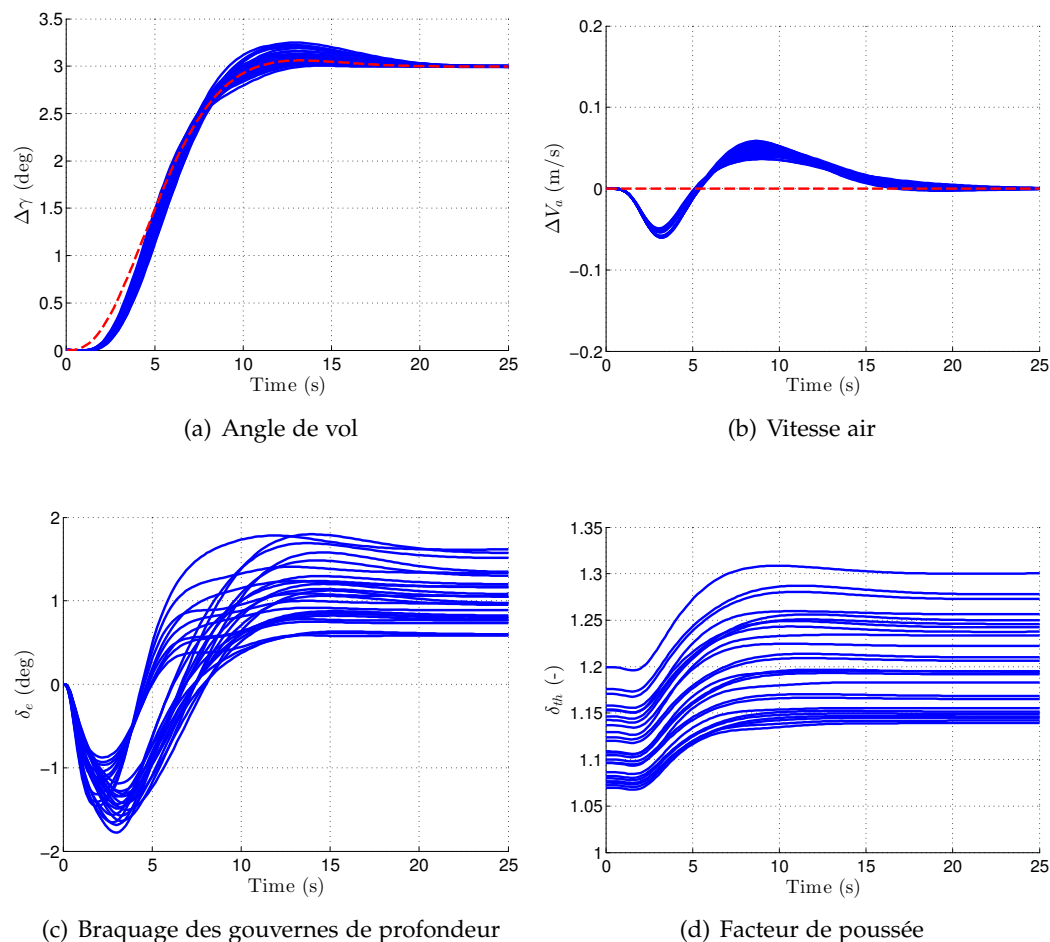 3.5
3
2.5
2
1.5
1
0.5
0
Δγ (deg)
0 5 10 15 20 25
Time (s)
(a) Angle de vol
0.2
0.1
0
−0.1
−0.2
ΔVa (m/s)
0 5 10 15 20 25
Time (s)
(b) Vitesse air
2
1
0
−1
−2
δe (deg)
0 5 10 15 20 25
Time (s)
(c) Braquage des gouvernes de profondeur
1.35
1.3
1.25
1.2
1.15
1.1
1.05
1
δth (-)
0 5 10 15 20 25
Time (s)
(d) Facteur de poussée